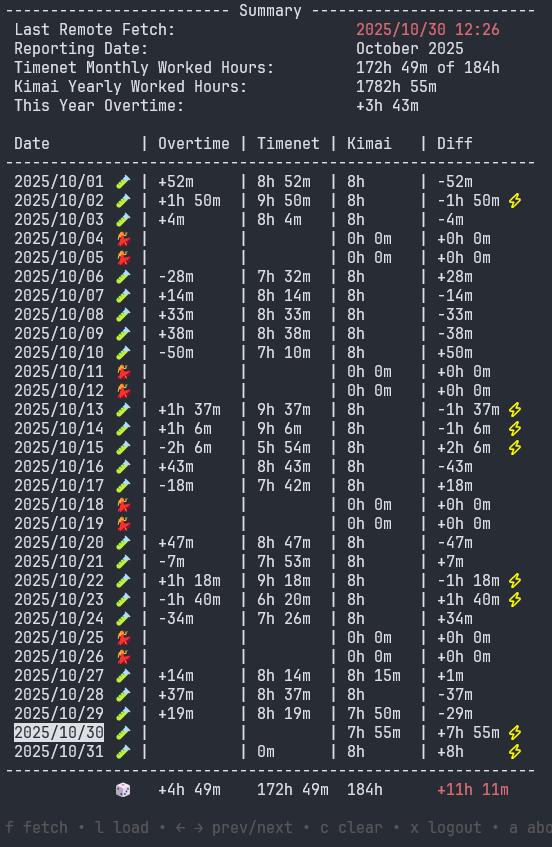 Summary
Last Remote Fetch: 2025/10/30 12:26
Reporting Date: October 2025
Timenet Monthly Worked Hours: 172h 49m of 184h
Kimai Yearly Worked Hours: 1782h 55m
This Year Overtime: +3h 43m
Date | Overtime | Timenet | Kimai | Diff
2025/10/01 | +52m | 8h 52m | 8h | -52m
2025/10/02 | +1h 50m | 9h 50m | 8h | -1h 50m
2025/10/03 | +4m | 8h 4m | 8h | -4m
2025/10/04 | | | 0h 0m | +0h 0m
2025/10/05 | | | 0h 0m | +0h 0m
2025/10/06 | -28m | 7h 32m | 8h | +28m
2025/10/07 | +14m | 8h 14m | 8h | -14m
2025/10/08 | +33m | 8h 33m | 8h | -33m
2025/10/09 | +38m | 8h 38m | 8h | -38m
2025/10/10 | -50m | 7h 10m | 8h | +50m
2025/10/11 | | | 0h 0m | +0h 0m
2025/10/12 | | | 0h 0m | +0h 0m
2025/10/13 | +1h 37m | 9h 37m | 8h | -1h 37m
2025/10/14 | +1h 6m | 9h 6m | 8h | -1h 6m
2025/10/15 | -2h 6m | 5h 54m | 8h | +2h 6m
2025/10/16 | +43m | 8h 43m | 8h | -43m
2025/10/17 | -18m | 7h 42m | 8h | +18m
2025/10/18 | | | 0h 0m | +0h 0m
2025/10/19 | | | 0h 0m | +0h 0m
2025/10/20 | +47m | 8h 47m | 8h | -47m
2025/10/21 | -7m | 7h 53m | 8h | +7m
2025/10/22 | +1h 18m | 9h 18m | 8h | -1h 18m
2025/10/23 | -1h 40m | 6h 20m | 8h | +1h 40m
2025/10/24 | -34m | 7h 26m | 8h | +34m
2025/10/25 | | | 0h 0m | +0h 0m
2025/10/26 | | | 0h 0m | +0h 0m
2025/10/27 | +14m | 8h 14m | 8h 15m | +1m
2025/10/28 | +37m | 8h 37m | 8h | -37m
2025/10/29 | +19m | 8h 19m | 7h 50m | -29m
2025/10/30 | | | 7h 55m | +7h 55m
2025/10/31 | | 0m | 8h | +8h
+4h 49m 172h 49m 184h +11h 11m
f fetch • l load • ← → prev/next • c clear • x logout • a abo